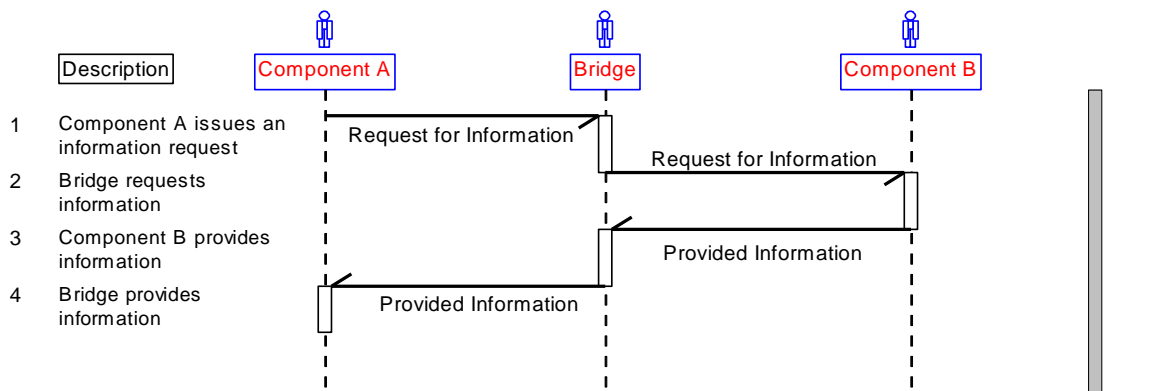 Description
Component A
Bridge
Component B
1 Component A issues an
information request
Request for Information
Request for Information
2 Bridge requests
information
3 Component B provides
information
Provided Information
4 Bridge provides
information
Provided Information